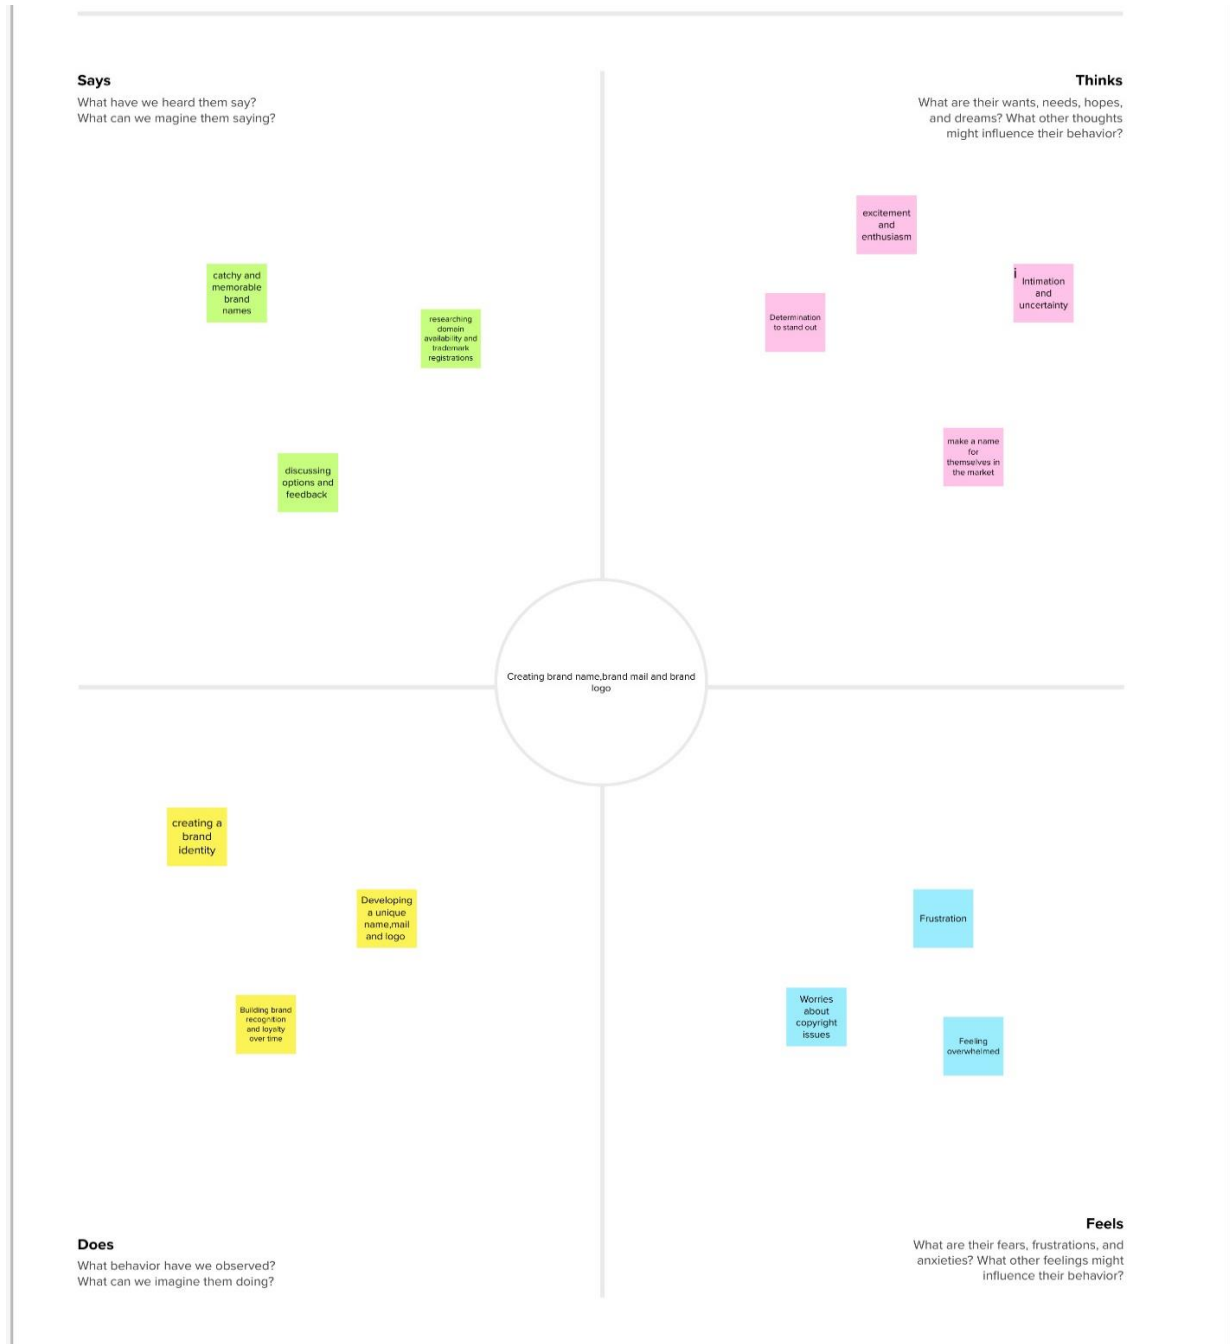 Says
What have we heard them say?
What can we magine them saying?
Thinks
What are their wants, needs, hopes,
and dreams? What other thoughts
might influence their behavior?
catchy and
memorable
brand
names
researching
domain
availability and
trademark
registrations
discussing
options and
feedback
excitement
and
enthusiasm
i
Intimation
and
uncertainty
Determination
to stand out
make a name
for
themselves in
the market
Creating brand name,brand mail and brand
logo
creating a
brand
identity
Developing
a unique
name,mail
and logo
Building brand
recognition
and loyalty
over time
Frustration
Worries
about
copyright
issues
Feeling
overwhelmed
Does
What behavior have we observed?
What can we imagine them doing?
Feels
What are their fears, frustrations, and
anxieties? What other feelings might
influence their behavior?